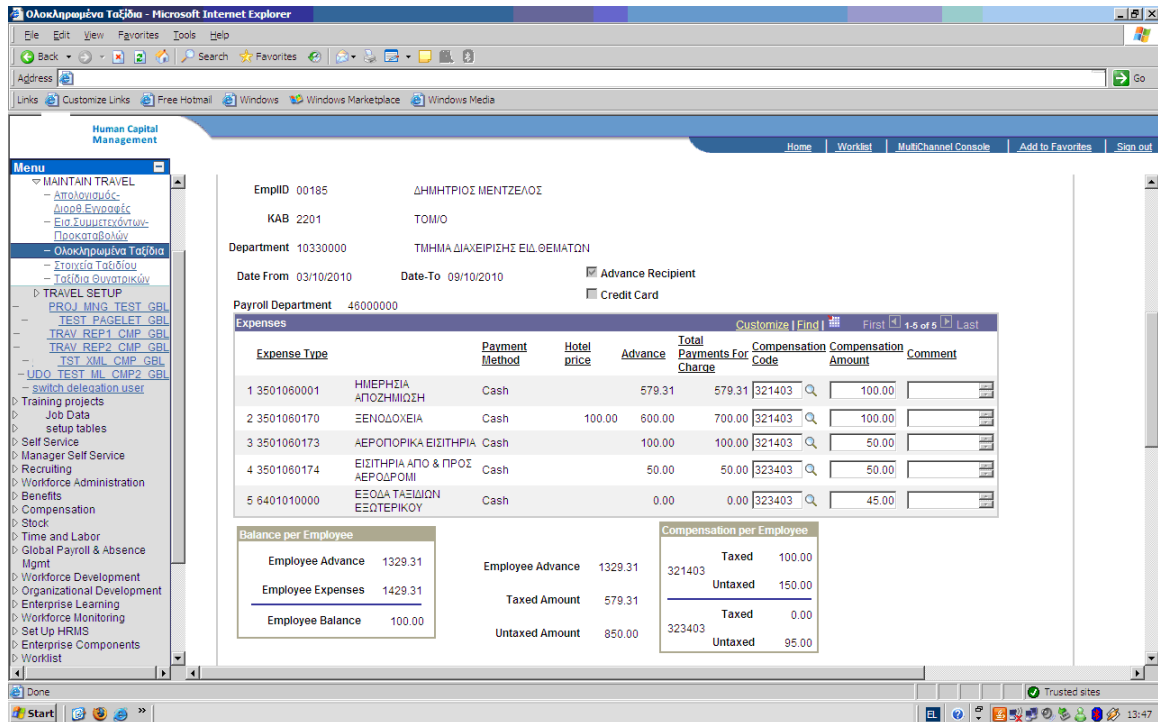 Ολοκληρωμένα Ταξίδια - Microsoft Internet Explorer
File Edit View Favorites Tools Help
Back Search Favorites
Address Go
Links Customize Links Free Hotmail Windows Windows Marketplace Windows Media
Human Capital
Management
Home Worklist MultiChannel Console Add to Favorites Sign out
Menu
MAINTAIN TRAVEL
– Απολογισμός-
Διορθ.Εγγραφές
– Εισ.Συμμετεχόντων-
Προκαταβολών
– Ολοκληρωμένα Ταξίδια
– Στοιχεία Ταξιδίου
– Ταξίδια Θυγατρικών
TRAVEL SETUP
– PROJ_MNG_TEST_GBL
– TEST_PAGELET_GBL
– TRAV_REP1_CMP_GBL
– TRAV_REP2_CMP_GBL
– TST_XML_CMP_GBL
– UDO_TEST_ML_CMP2_GBL
– switch delegation user
Training projects
Job Data
setup tables
Self Service
Manager Self Service
Recruiting
Workforce Administration
Benefits
Compensation
Stock
Time and Labor
Global Payroll & Absence
Mgmt
Workforce Development
Organizational Development
Enterprise Learning
Workforce Monitoring
Set Up HRMS
Enterprise Components
Worklist
EmplID 00185 ΔΗΜΗΤΡΙΟΣ ΜΕΝΤΖΕΛΟΣ
ΚΑΒ 2201 ΤΟΜ/Ο
Department 10330000 ΤΜΗΜΑ ΔΙΑΧΕΙΡΙΣΗΣ ΕΙΔ.ΘΕΜΑΤΩΝ
Date From 03/10/2010 Date-To 09/10/2010 Advance Recipient
Credit Card
Payroll Department 46000000
Expenses Customize | Find | First 1-5 of 5 Last
Expense Type Payment Method Hotel price Advance Total Payments For Charge Compensation Code Compensation Amount Comment
1 3501060001 ΗΜΕΡΗΣΙΑ ΑΠΟΖΗΜΙΩΣΗ Cash 579.31 579.31 321403 100.00
2 3501060170 ΞΕΝΟΔΟΧΕΙΑ Cash 100.00 600.00 700.00 321403 100.00
3 3501060173 ΑΕΡΟΠΟΡΙΚΑ ΕΙΣΙΤΗΡΙΑ Cash 100.00 100.00 321403 50.00
4 3501060174 ΕΙΣΙΤΗΡΙΑ ΑΠΟ & ΠΡΟΣ ΑΕΡΟΔΡΟΜΙ Cash 50.00 50.00 323403 50.00
5 6401010000 ΕΞΟΔΑ ΤΑΞΙΔΙΩΝ ΕΞΩΤΕΡΙΚΟΥ Cash 0.00 0.00 323403 45.00
Balance per Employee
Employee Advance 1329.31
Employee Expenses 1429.31
Employee Balance 100.00
Employee Advance 1329.31
Taxed Amount 579.31
Untaxed Amount 850.00
Compensation per Employee
321403 Taxed 100.00
Untaxed 150.00
323403 Taxed 0.00
Untaxed 95.00
Done Trusted sites
Start EL 13:47